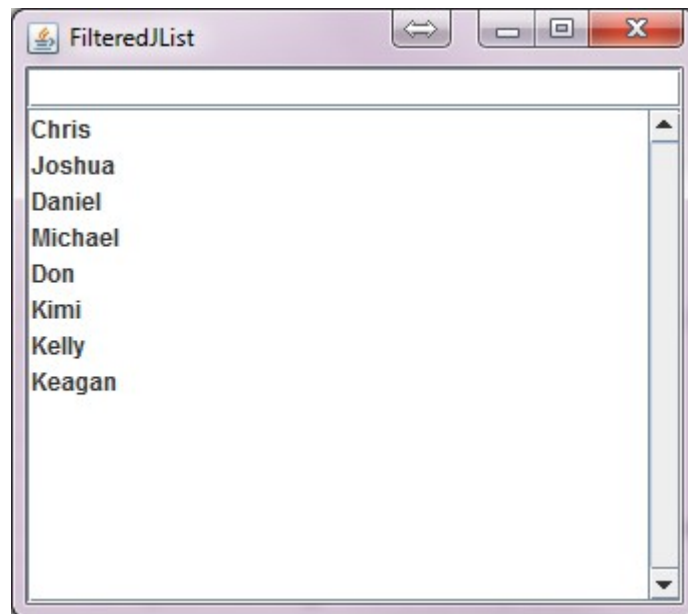 FilteredJList
Chris
Joshua
Daniel
Michael
Don
Kimi
Kelly
Keagan